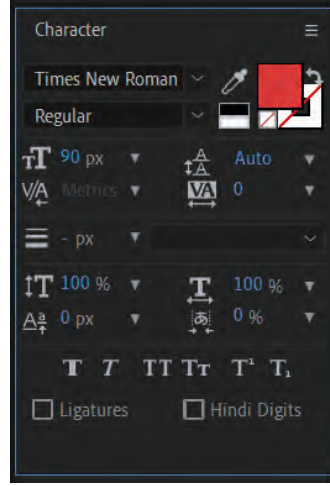 Character
Times New Roman
Regular
90 px
Auto
Metrics
0
- px
100 %
100 %
0 px
0 %
T T TT Tт T¹ T₁
Ligatures
Hindi Digits